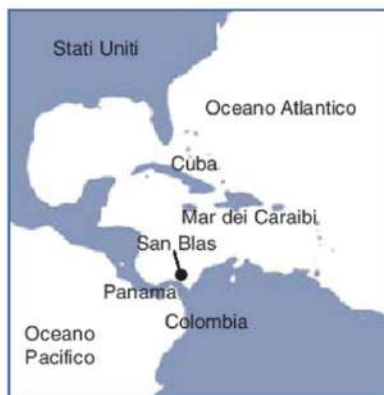 Stati Uniti
Oceano Atlantico
Cuba
Mar dei Caraibi
San Blas
Panama
Colombia
Oceano
Pacifico